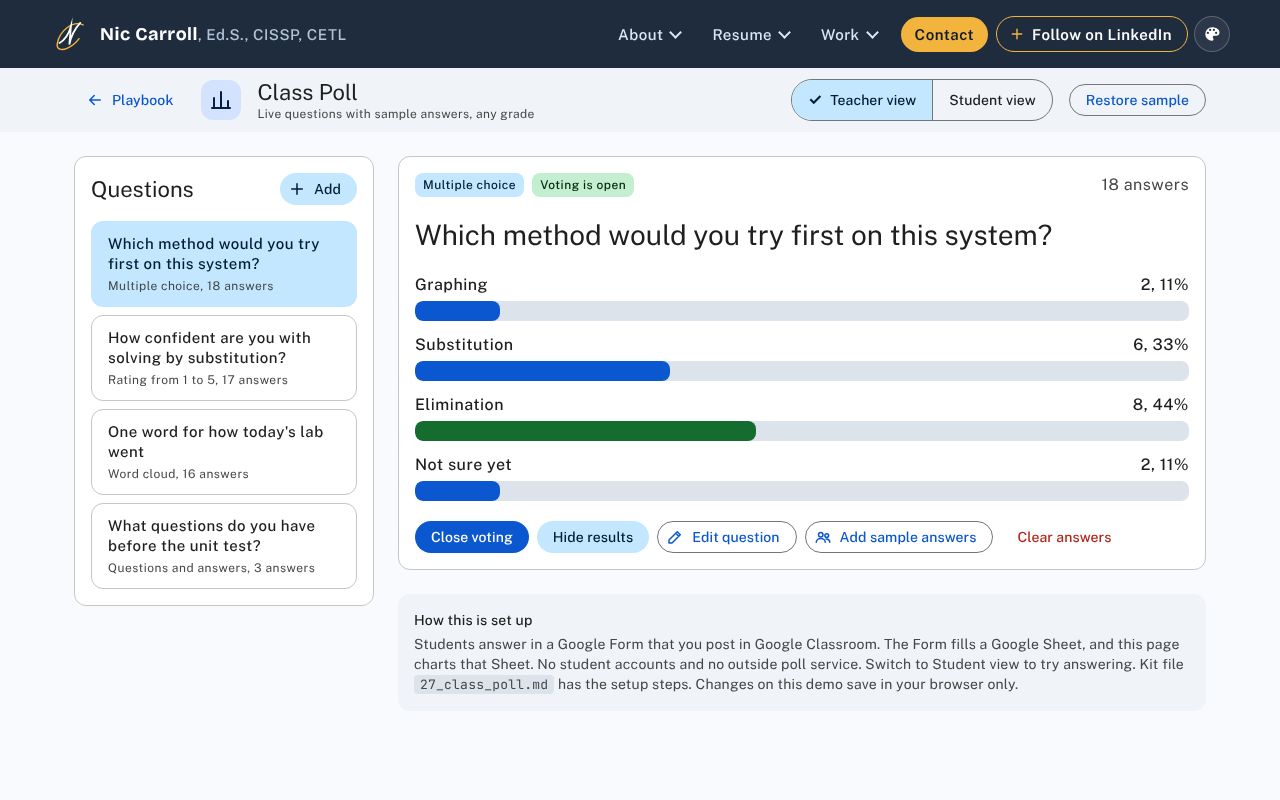 Nic Carroll, Ed.S., CISSP, CETL
About
Resume
Work
Contact
Follow on LinkedIn
Playbook
Class Poll
Live questions with sample answers, any grade
Teacher view
Student view
Restore sample
Questions
Add
Which method would you try
first on this system?
Multiple choice, 18 answers
How confident are you with
solving by substitution?
Rating from 1 to 5, 17 answers
One word for how today's lab
went
Word cloud, 16 answers
What questions do you have
before the unit test?
Questions and answers, 3 answers
Multiple choice
Voting is open
18 answers
Which method would you try first on this system?
Graphing
2, 11%
Substitution
6, 33%
Elimination
8, 44%
Not sure yet
2, 11%
Close voting
Hide results
Edit question
Add sample answers
Clear answers
How this is set up
Students answer in a Google Form that you post in Google Classroom. The Form fills a Google Sheet, and this page
charts that Sheet. No student accounts and no outside poll service. Switch to Student view to try answering. Kit file
27_class_poll.md has the setup steps. Changes on this demo save in your browser only.